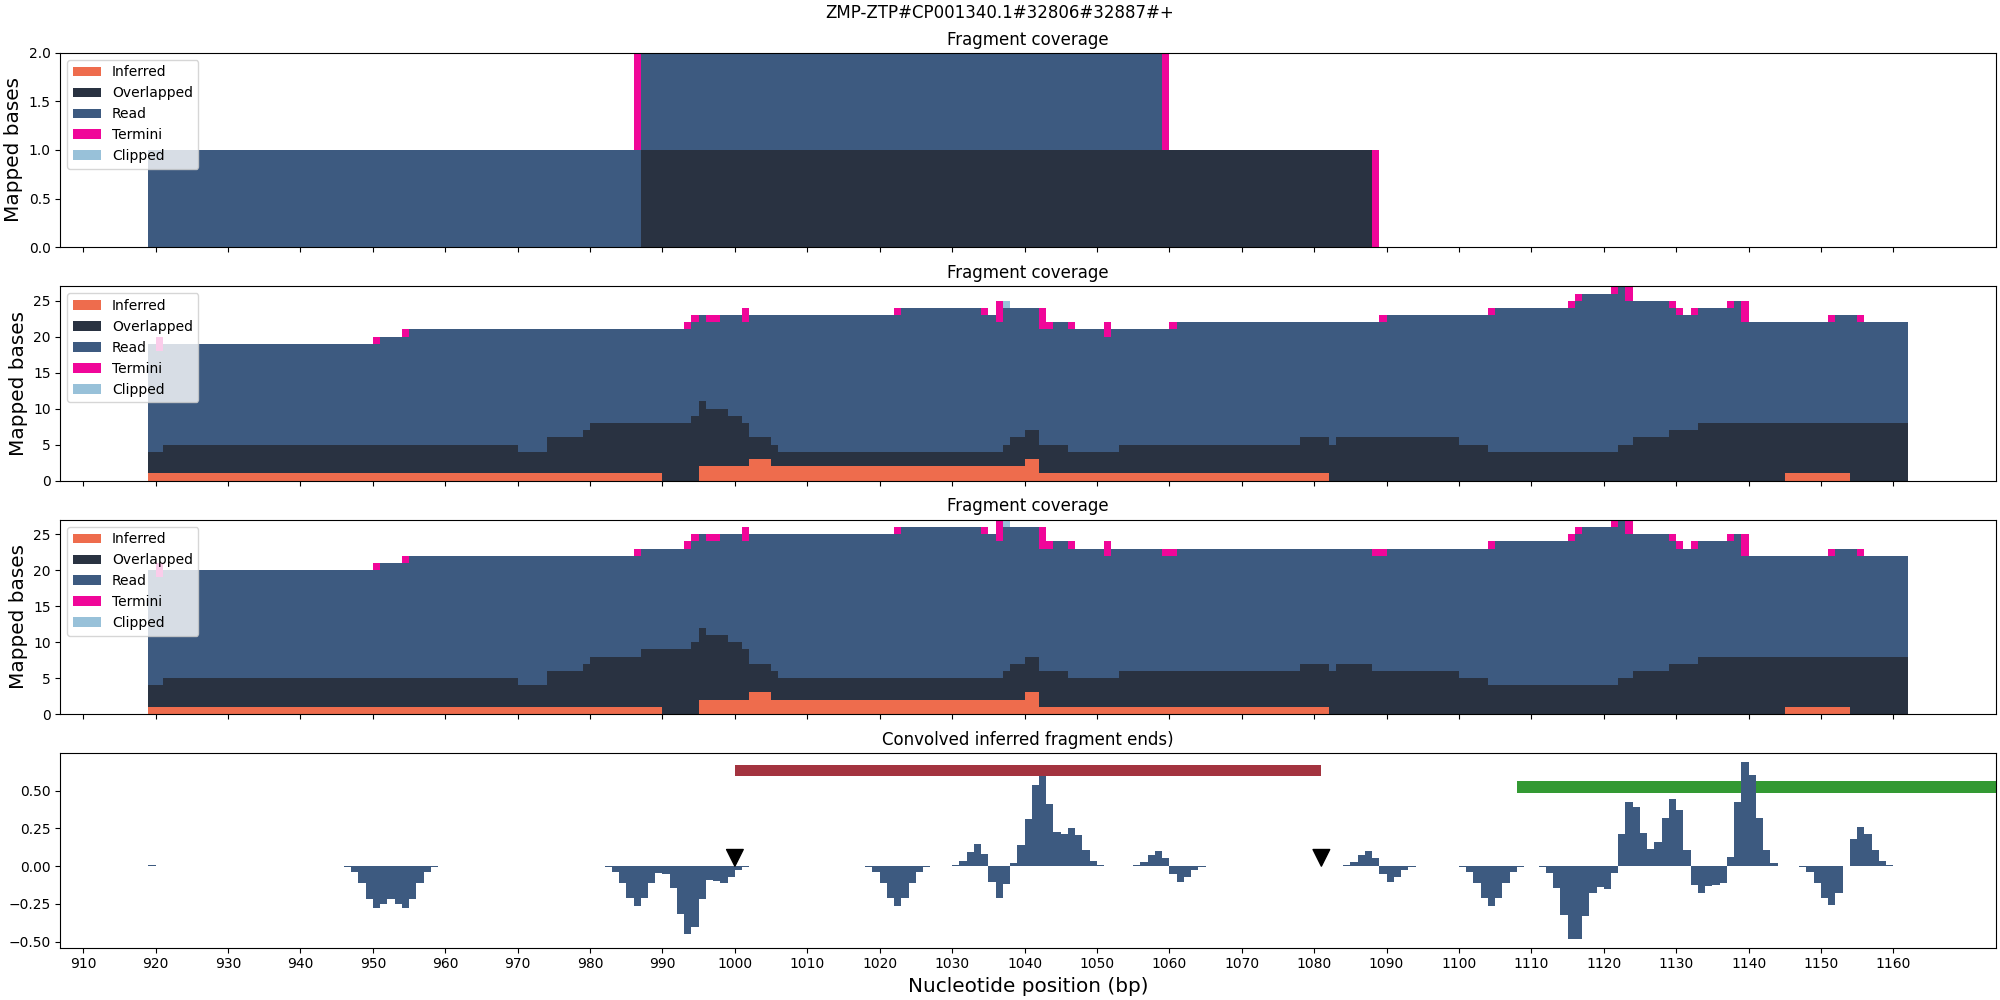 ZMP-ZTP#CP001340.1#32806#32887#+
Fragment coverage
Mapped bases
2.0
1.5
1.0
0.5
0.0
Inferred
Overlapped
Read
Termini
Clipped
Fragment coverage
Mapped bases
25
20
15
10
5
0
Inferred
Overlapped
Read
Termini
Clipped
Fragment coverage
Mapped bases
25
20
15
10
5
0
Inferred
Overlapped
Read
Termini
Clipped
Convolved inferred fragment ends)
0.50
0.25
0.00
−0.25
−0.50
910 920 930 940 950 960 970 980 990 1000 1010 1020 1030 1040 1050 1060 1070 1080 1090 1100 1110 1120 1130 1140 1150 1160
Nucleotide position (bp)